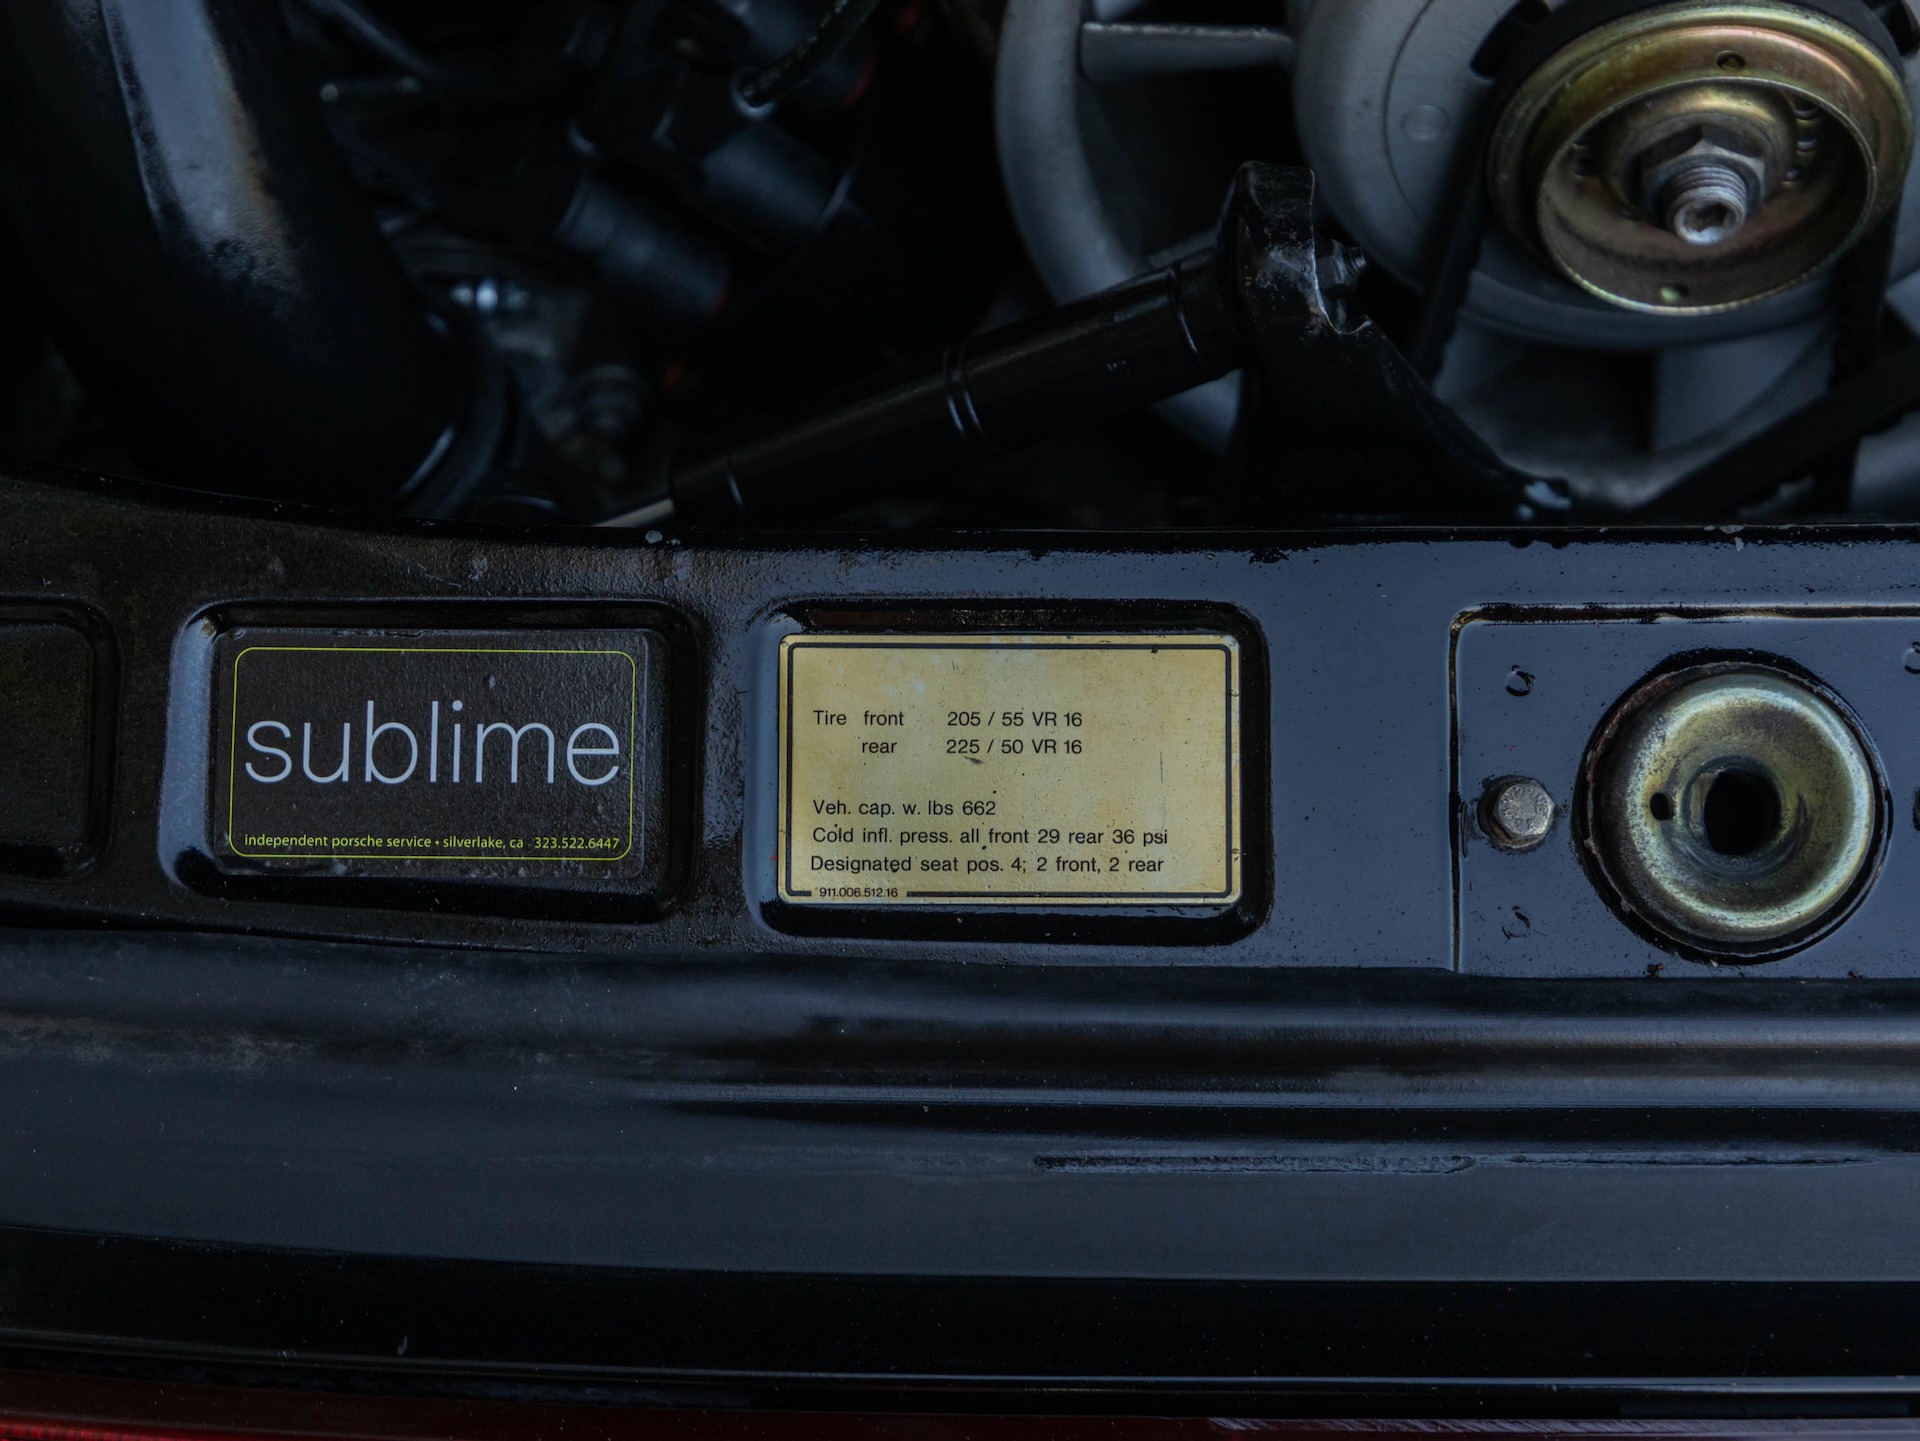 sublime
independent porsche service • silverlake, ca 323.522.6447
Tire front 205 / 55 VR 16
rear 225 / 50 VR 16
Veh. cap. w. lbs 662
Cold infl. press. all front 29 rear 36 psi
Designated seat pos. 4; 2 front, 2 rear
911.006.512.16